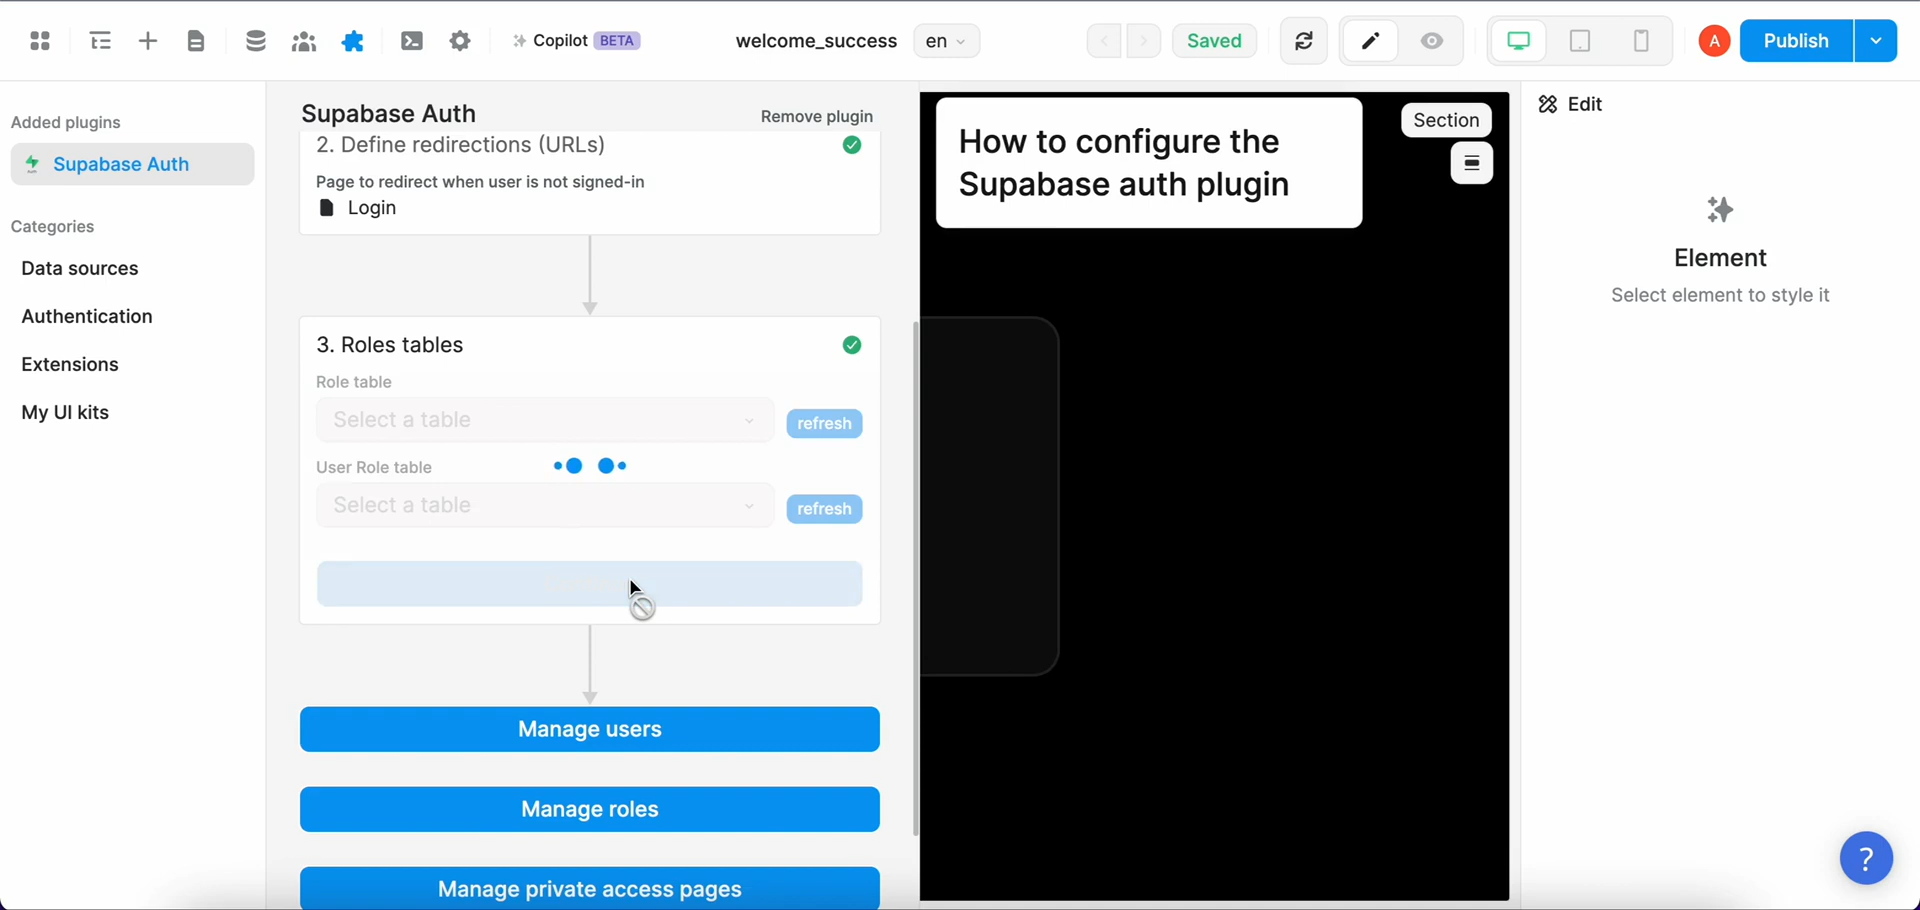 Copilot BETA
welcome_success
en
Saved
A
Publish
Added plugins
Supabase Auth
Categories
Data sources
Authentication
Extensions
My UI kits
Supabase Auth
Remove plugin
2. Define redirections (URLs)
Page to redirect when user is not signed-in
Login
3. Roles tables
Role table
Select a table
refresh
User Role table
Select a table
refresh
Manage users
Manage roles
Manage private access pages
How to configure the
Supabase auth plugin
Section
Edit
Element
Select element to style it
?